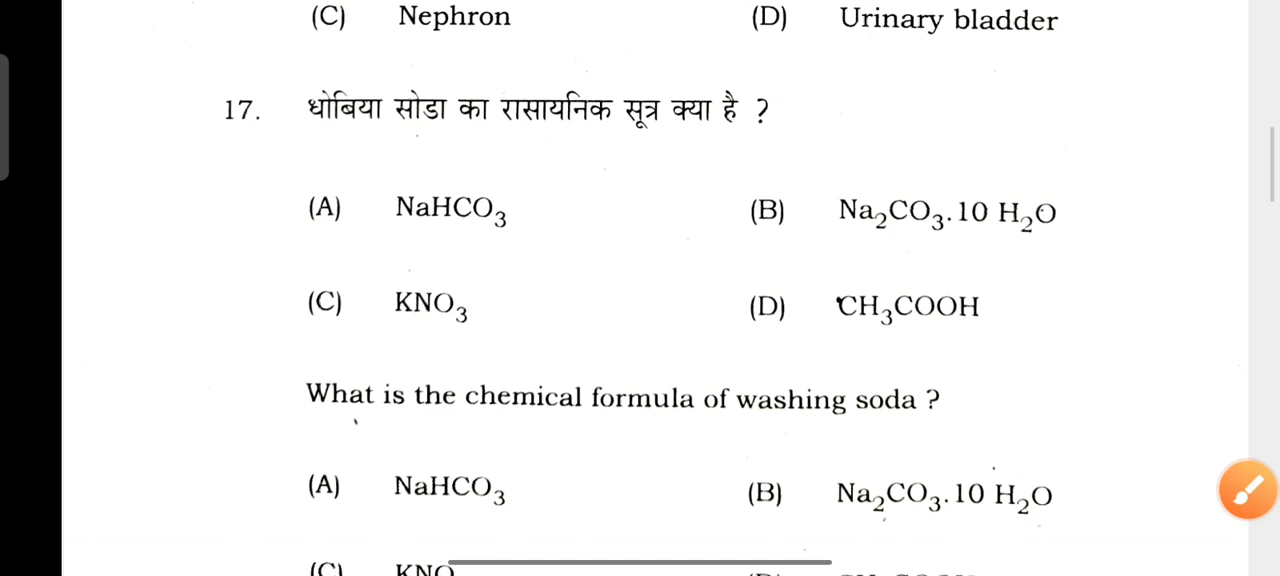 (C) Nephron (D) Urinary bladder
17. धोबिया सोडा का रासायनिक सूत्र क्या है ?
(A) NaHCO₃ (B) Na₂CO₃.10 H₂O
(C) KNO₃ (D) CH₃COOH
What is the chemical formula of washing soda ?
(A) NaHCO₃ (B) Na₂CO₃.10 H₂O
(C) KNO